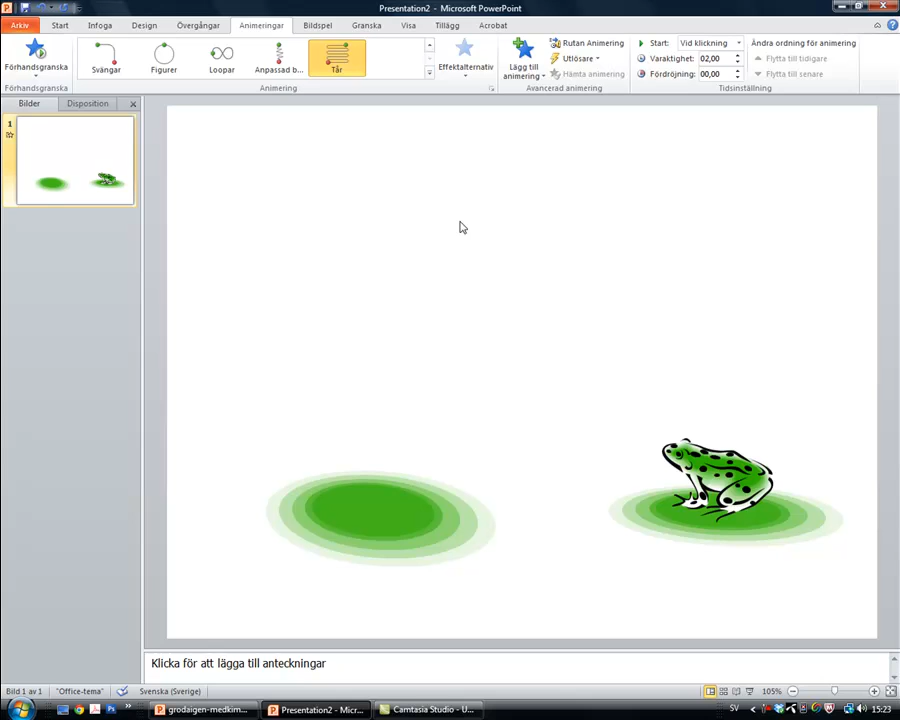 Presentation2 - Microsoft PowerPoint
Arkiv Start Infoga Design Övergångar Animeringar Bildspel Granska Visa Tillägg Acrobat
Förhandsgranska
Förhandsgranska
Svängar Figurer Loopar Anpassad b... Tår
Animering
Effektalternativ
Lägg till animering
Rutan Animering
Utlösare
Hämta animering
Avancerad animering
Start: Vid klickning
Varaktighet: 02,00
Fördröjning: 00,00
Ändra ordning för animering
Flytta till tidigare
Flytta till senare
Tidsinställning
Bilder Disposition
1
Klicka för att lägga till anteckningar
Bild 1 av 1 "Office-tema" Svenska (Sverige) 105%
grodaigen-medkim... Presentation2 - Micr... Camtasia Studio - U... SV 15:23